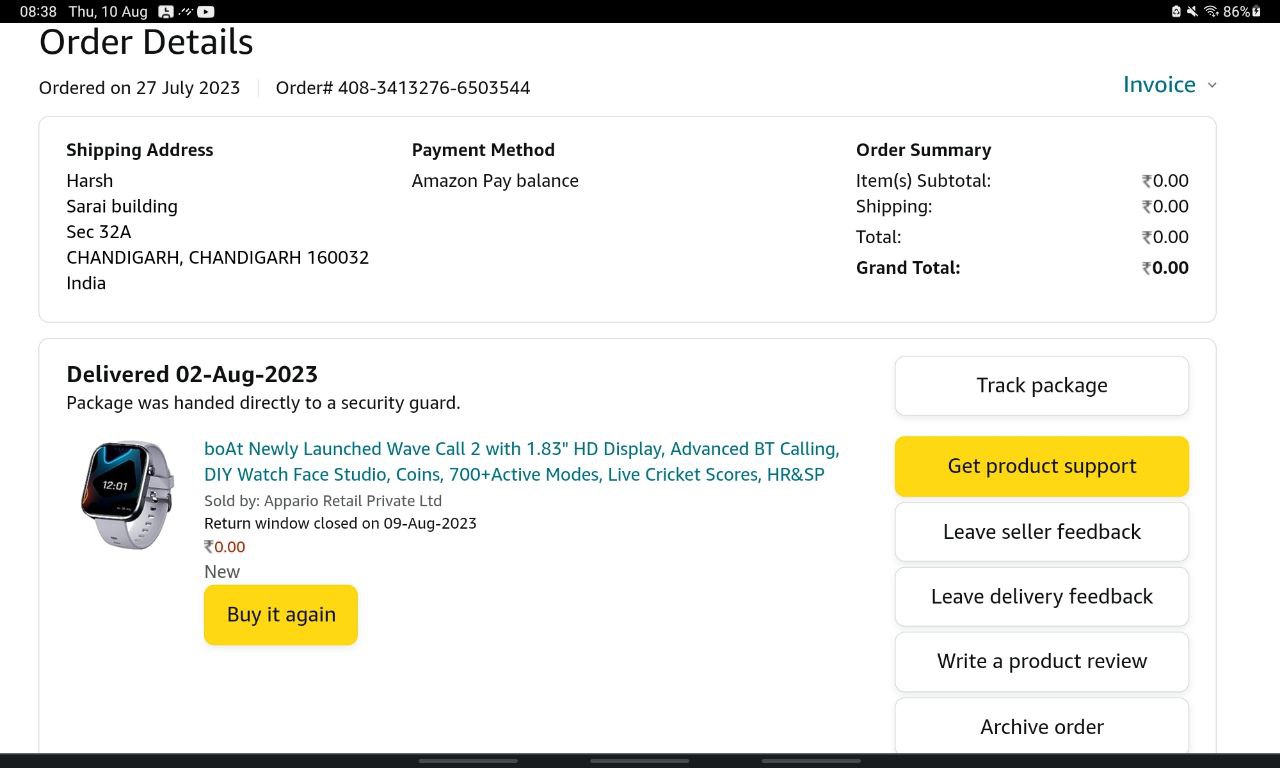 08:38 Thu, 10 Aug 86%
Order Details
Ordered on 27 July 2023 Order# 408-3413276-6503544
Invoice
Shipping Address
Harsh
Sarai building
Sec 32A
CHANDIGARH, CHANDIGARH 160032
India
Payment Method
Amazon Pay balance
Order Summary
Item(s) Subtotal: ₹0.00
Shipping: ₹0.00
Total: ₹0.00
Grand Total: ₹0.00
Delivered 02-Aug-2023
Package was handed directly to a security guard.
12:01
boAt Newly Launched Wave Call 2 with 1.83" HD Display, Advanced BT Calling,
DIY Watch Face Studio, Coins, 700+Active Modes, Live Cricket Scores, HR&SP
Sold by: Appario Retail Private Ltd
Return window closed on 09-Aug-2023
₹0.00
New
Buy it again
Track package
Get product support
Leave seller feedback
Leave delivery feedback
Write a product review
Archive order